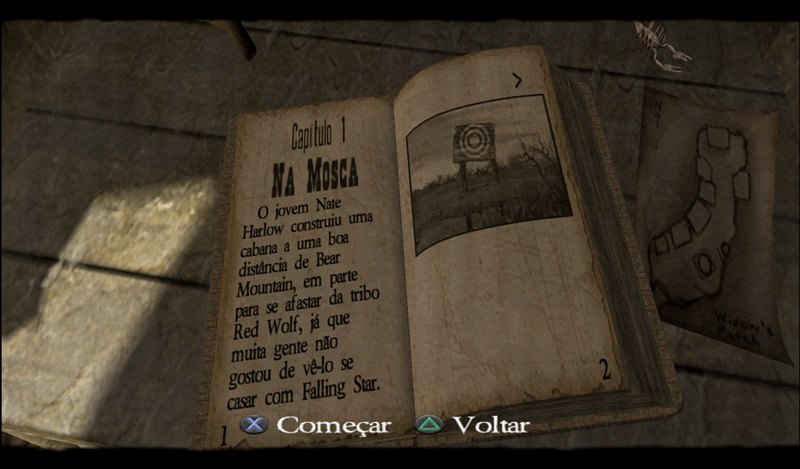 Capítulo 1
NA MOSCA
O jovem Nate
Harlow construiu uma
cabana a uma boa
distância de Bear
Mountain, em parte
para se afastar da tribo
Red Wolf, já que
muita gente não
gostou de vê-lo se
casar com Falling Star.
1
>
2
N
Widow's
Patch
X Começar
△ Voltar